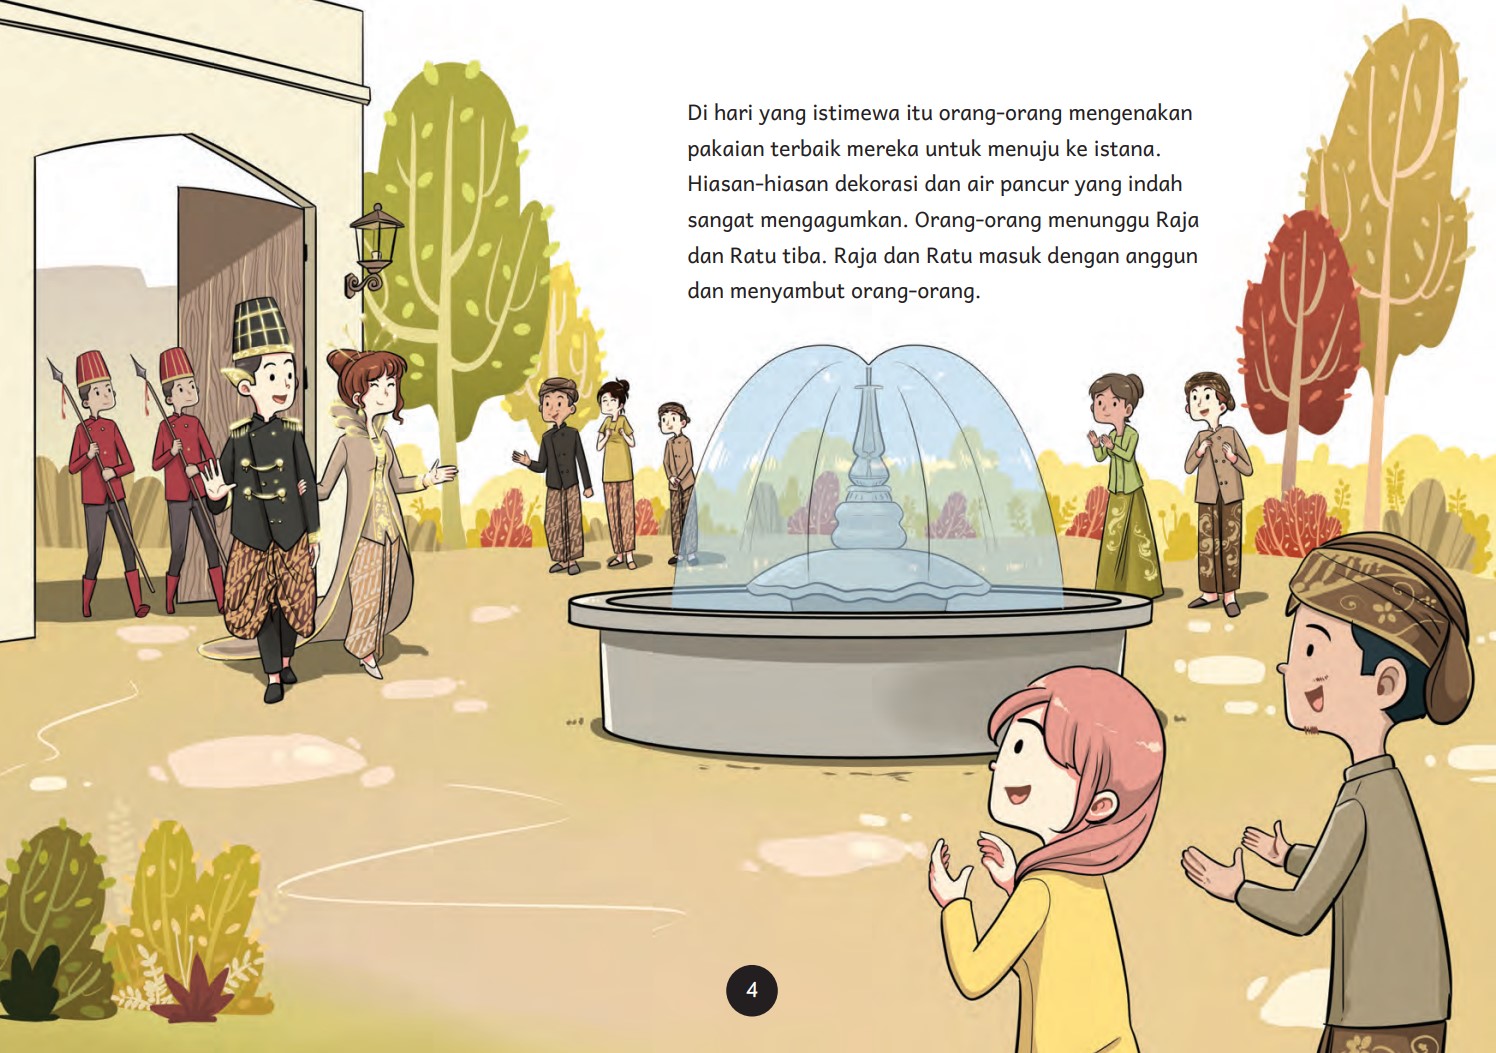 Di hari yang istimewa itu orang-orang mengenakan
pakaian terbaik mereka untuk menuju ke istana.
Hiasan-hiasan dekorasi dan air pancur yang indah
sangat mengagumkan. Orang-orang menunggu Raja
dan Ratu tiba. Raja dan Ratu masuk dengan anggun
dan menyambut orang-orang.
4